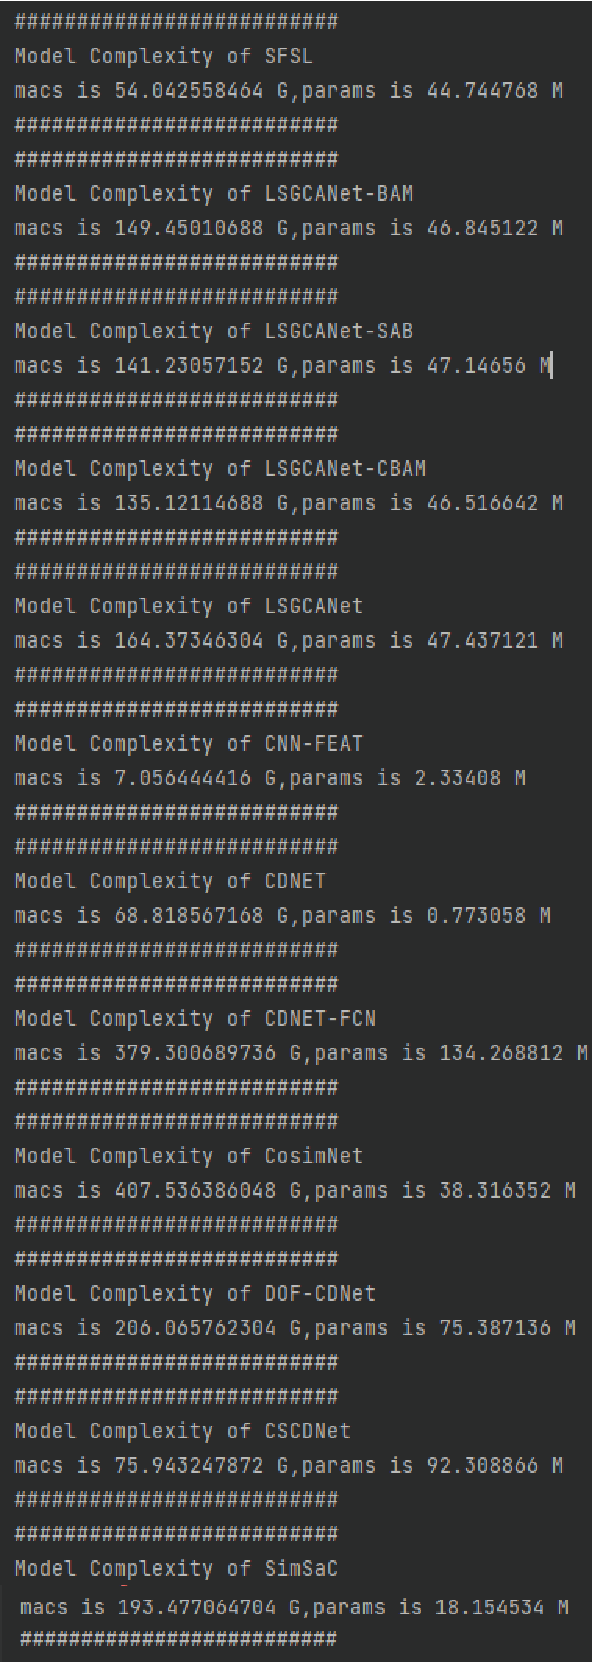 ##########################
Model Complexity of SFSL
macs is 54.042558464 G,params is 44.744768 M
##########################
##########################
Model Complexity of LSGCANet-BAM
macs is 149.45010688 G,params is 46.845122 M
##########################
##########################
Model Complexity of LSGCANet-SAB
macs is 141.23057152 G,params is 47.14656 M
##########################
##########################
Model Complexity of LSGCANet-CBAM
macs is 135.12114688 G,params is 46.516642 M
##########################
##########################
Model Complexity of LSGCANet
macs is 164.37346304 G,params is 47.437121 M
##########################
##########################
Model Complexity of CNN-FEAT
macs is 7.056444416 G,params is 2.33408 M
##########################
##########################
Model Complexity of CDNET
macs is 68.818567168 G,params is 0.773058 M
##########################
##########################
Model Complexity of CDNET-FCN
macs is 379.300689736 G,params is 134.268812 M
##########################
##########################
Model Complexity of CosimNet
macs is 407.536386048 G,params is 38.316352 M
##########################
##########################
Model Complexity of DOF-CDNet
macs is 206.065762304 G,params is 75.387136 M
##########################
##########################
Model Complexity of CSCDNet
macs is 75.943247872 G,params is 92.308866 M
##########################
##########################
Model Complexity of SimSaC
macs is 193.477064704 G,params is 18.154534 M
##########################